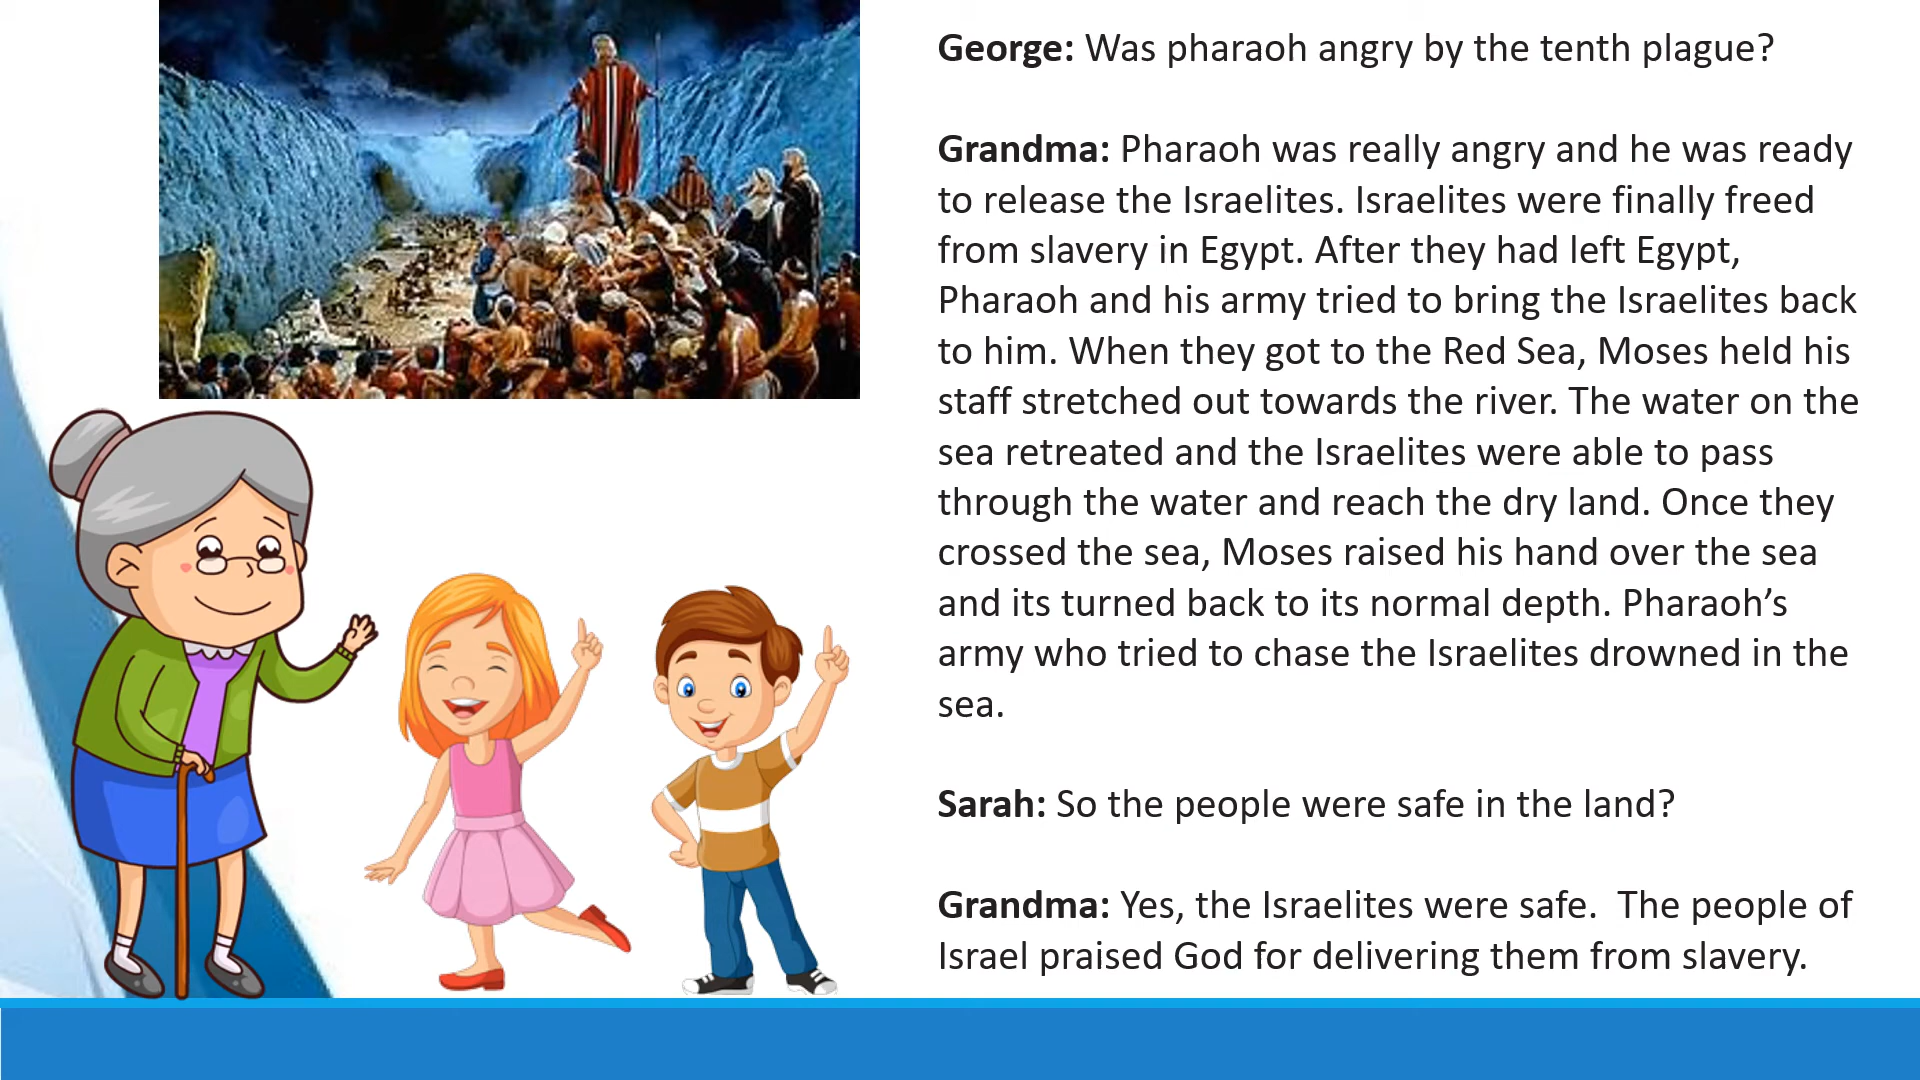 George: Was pharaoh angry by the tenth plague?
Grandma: Pharaoh was really angry and he was ready
to release the Israelites. Israelites were finally freed
from slavery in Egypt. After they had left Egypt,
Pharaoh and his army tried to bring the Israelites back
to him. When they got to the Red Sea, Moses held his
staff stretched out towards the river. The water on the
sea retreated and the Israelites were able to pass
through the water and reach the dry land. Once they
crossed the sea, Moses raised his hand over the sea
and its turned back to its normal depth. Pharaoh’s
army who tried to chase the Israelites drowned in the
sea.
Sarah: So the people were safe in the land?
Grandma: Yes, the Israelites were safe.  The people of
Israel praised God for delivering them from slavery.